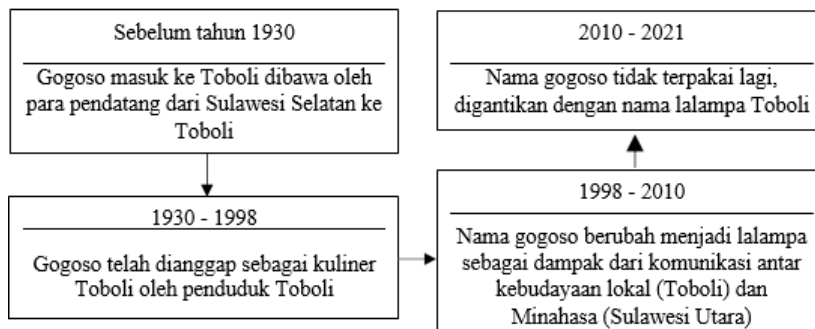 Sebelum tahun 1930
Gogoso masuk ke Toboli dibawa oleh
para pendatang dari Sulawesi Selatan ke
Toboli
1930 - 1998
Gogoso telah dianggap sebagai kuliner
Toboli oleh penduduk Toboli
1998 - 2010
Nama gogoso berubah menjadi lalampa
sebagai dampak dari komunikasi antar
kebudayaan lokal (Toboli) dan
Minahasa (Sulawesi Utara)
2010 - 2021
Nama gogoso tidak terpakai lagi,
digantikan dengan nama lalampa Toboli